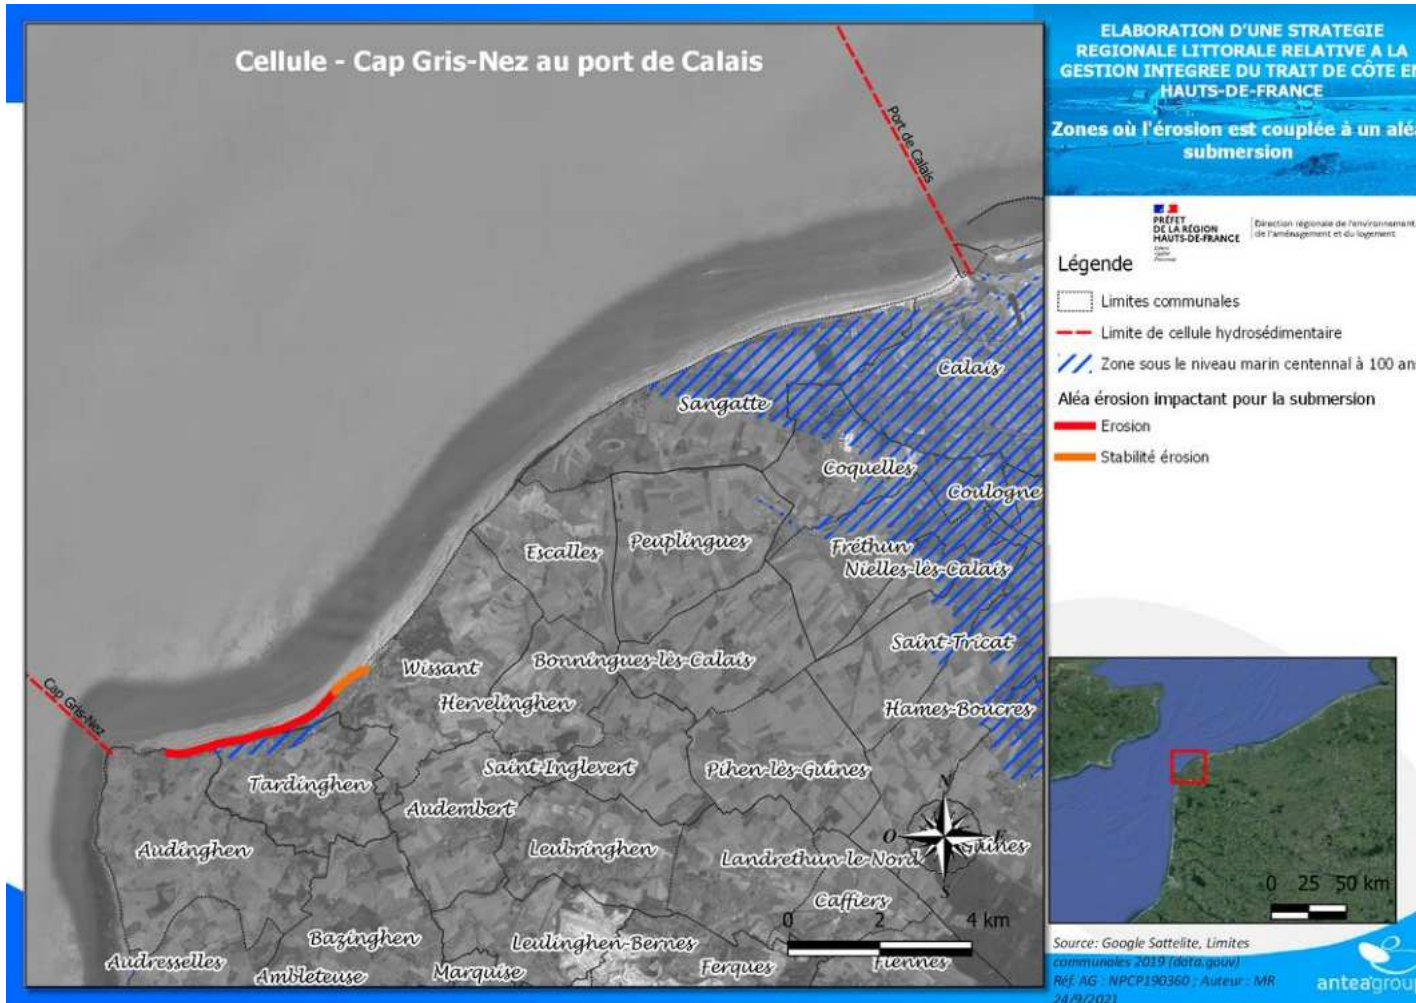 Cellule - Cap Gris-Nez au port de Calais
Port de Calais
Cap Gris-Nez
Calais
Sangatte
Coquelles
Coulogne
Escalles
Peuplingues
Fréthun
Nielles-lès-Calais
Saint-Tricat
Wissant
Bonningues-lès-Calais
Hervelinghen
Hames-Boucres
Saint-Inglevert
Pihen-lès-Guînes
Tardinghen
Audembert
Audinghen
Leubringhen
Landrethun-le-Nord
Guînes
Caffiers
Bazinghen
Leulinghen-Bernes
Audresselles
Ambleteuse
Marquise
Ferques
Fiennes
N
O
E
S
0 2 4 km
ELABORATION D'UNE STRATEGIE
REGIONALE LITTORALE RELATIVE A LA
GESTION INTEGREE DU TRAIT DE CÔTE EN
HAUTS-DE-FRANCE
Zones où l'érosion est couplée à un aléa
submersion
PRÉFET
DE LA RÉGION
HAUTS-DE-FRANCE
Direction régionale de l'environnement,
de l'aménagement et du logement
Légende
Limites communales
Limite de cellule hydrosédimentaire
Zone sous le niveau marin centennal à 100 ans
Aléa érosion impactant pour la submersion
Erosion
Stabilité érosion
0 25 50 km
Source: Google Sattelite, Limites
communales 2019 (data.gouv)
Réf. AG : NPCP190360 ; Auteur : MR
24/9/2021
anteagroup